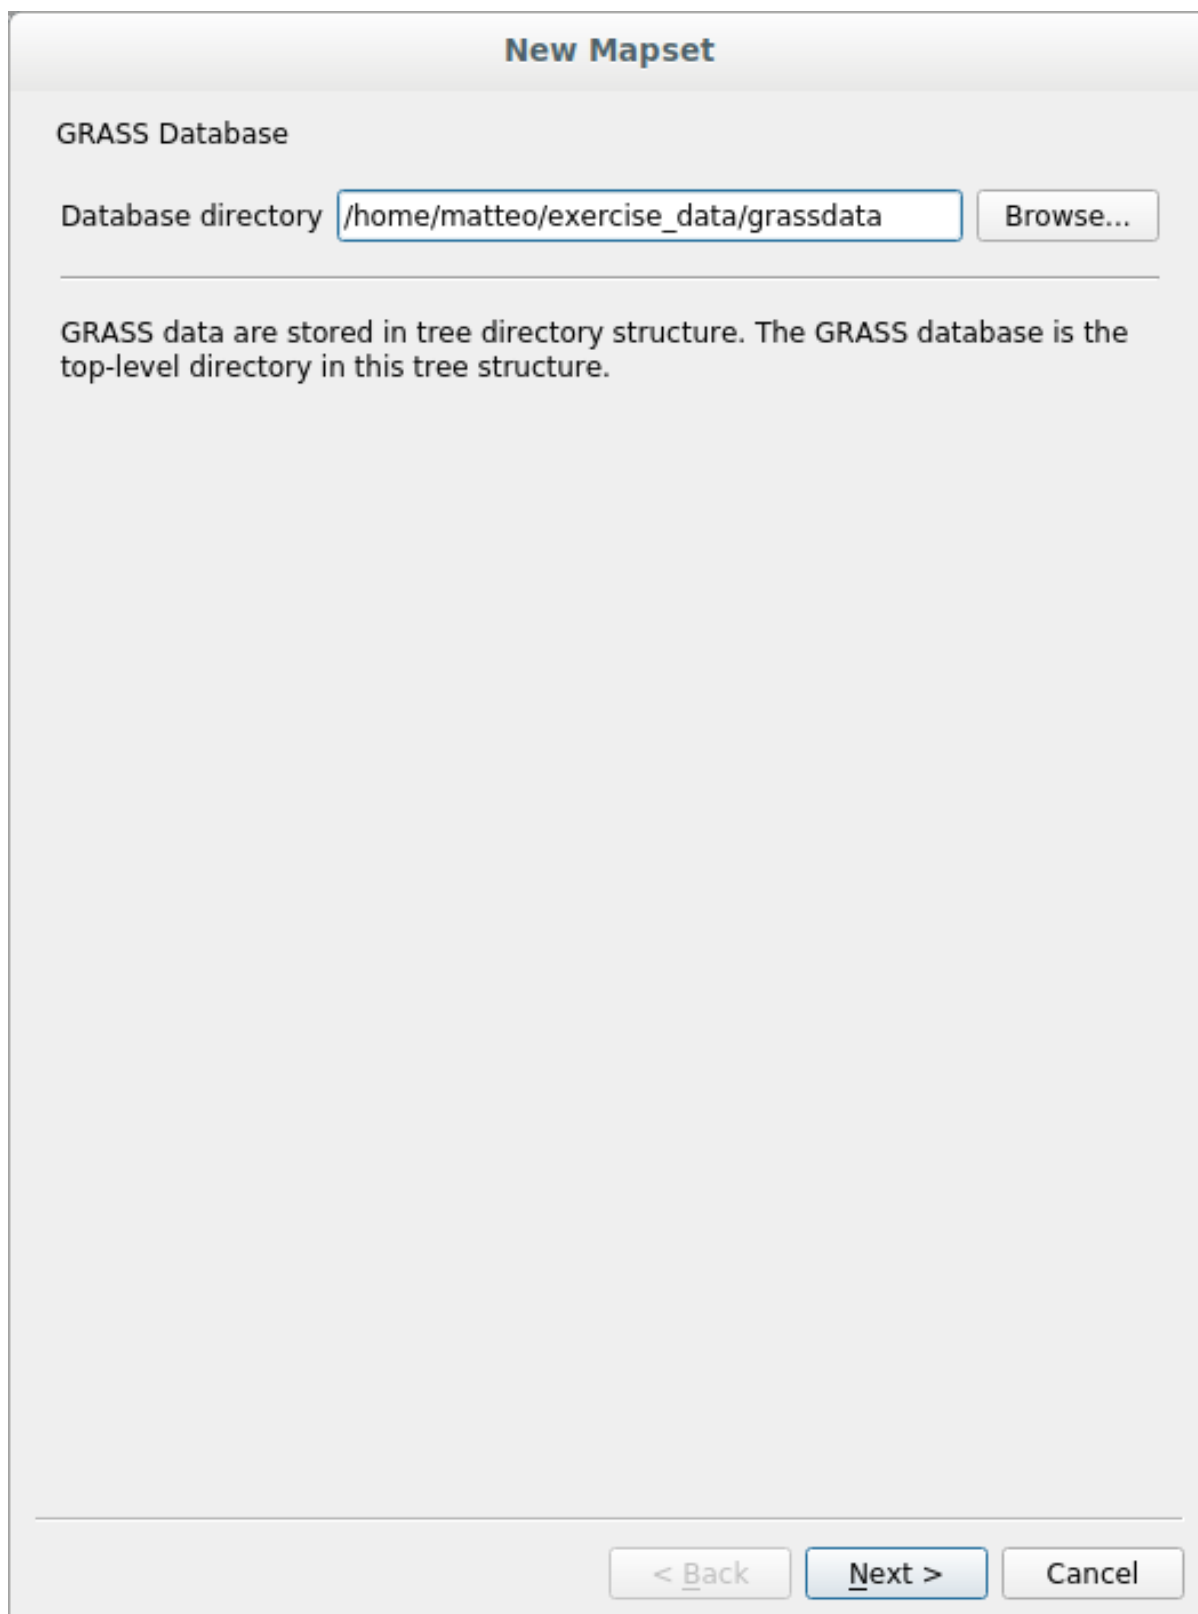 New Mapset
GRASS Database
Database directory /home/matteo/exercise_data/grassdata Browse...
GRASS data are stored in tree directory structure. The GRASS database is the
top-level directory in this tree structure.
< Back Next > Cancel